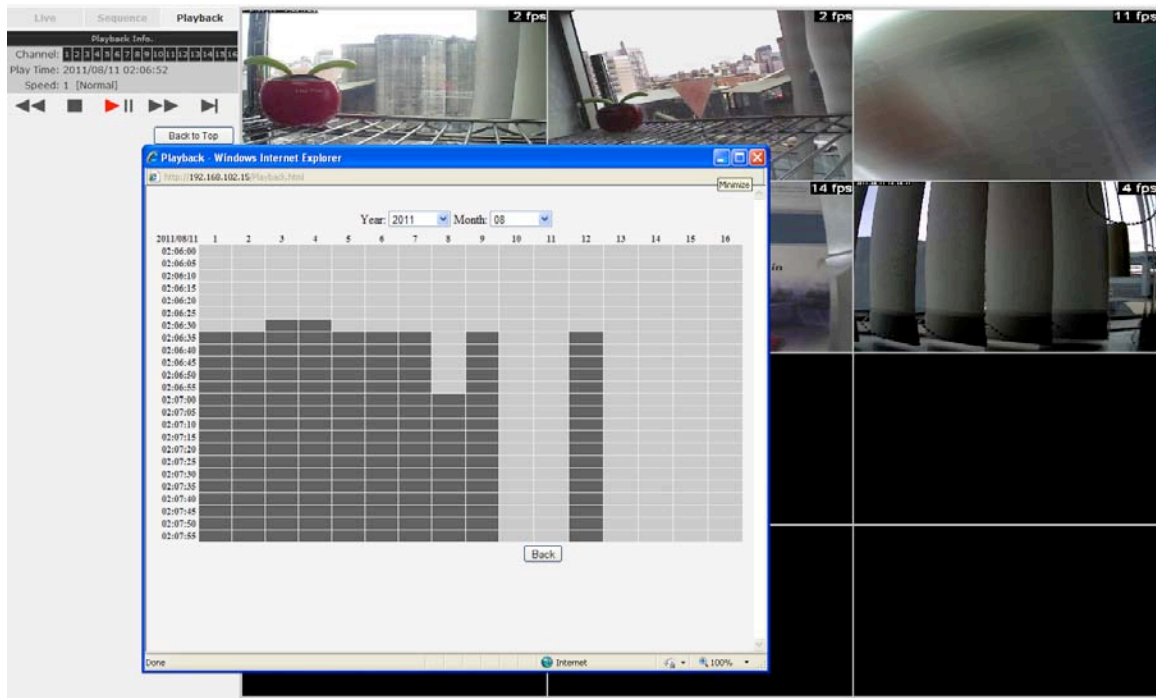 Live Sequence Playback
Playback Info.
Channel: 1 2 3 4 5 6 7 8 9 10 11 12 13 14 15 16
Play Time: 2011/08/11 02:06:52
Speed: 1 [Normal]
Back to Top
2 fps
2 fps
11 fps
Playback - Windows Internet Explorer
http://192.168.102.15/Playback.html
Minimize
14 fps
4 fps
Year: 2011 Month: 08
2011/08/11 1 2 3 4 5 6 7 8 9 10 11 12 13 14 15 16
02:06:00
02:06:05
02:06:10
02:06:15
02:06:20
02:06:25
02:06:30
02:06:35
02:06:40
02:06:45
02:06:50
02:06:55
02:07:00
02:07:05
02:07:10
02:07:15
02:07:20
02:07:25
02:07:30
02:07:35
02:07:40
02:07:45
02:07:50
02:07:55
in
Back
Done Internet 100%